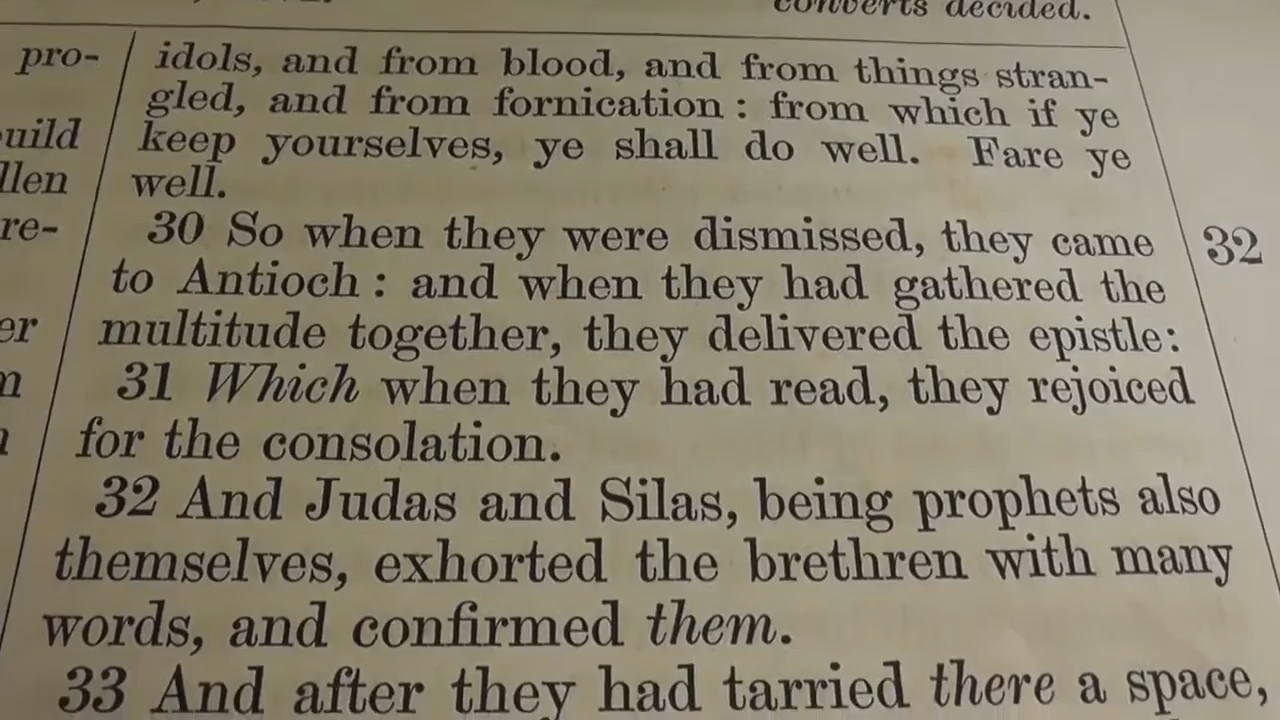 converts decided.
pro-
uild
llen
re-
er
idols, and from blood, and from things stran-
gled, and from fornication : from which if ye
keep yourselves, ye shall do well. Fare ye
well.
30 So when they were dismissed, they came
to Antioch : and when they had gathered the
multitude together, they delivered the epistle:
31 Which when they had read, they rejoiced
for the consolation.
32 And Judas and Silas, being prophets also
themselves, exhorted the brethren with many
words, and confirmed them.
33 And after they had tarried there a space,
32